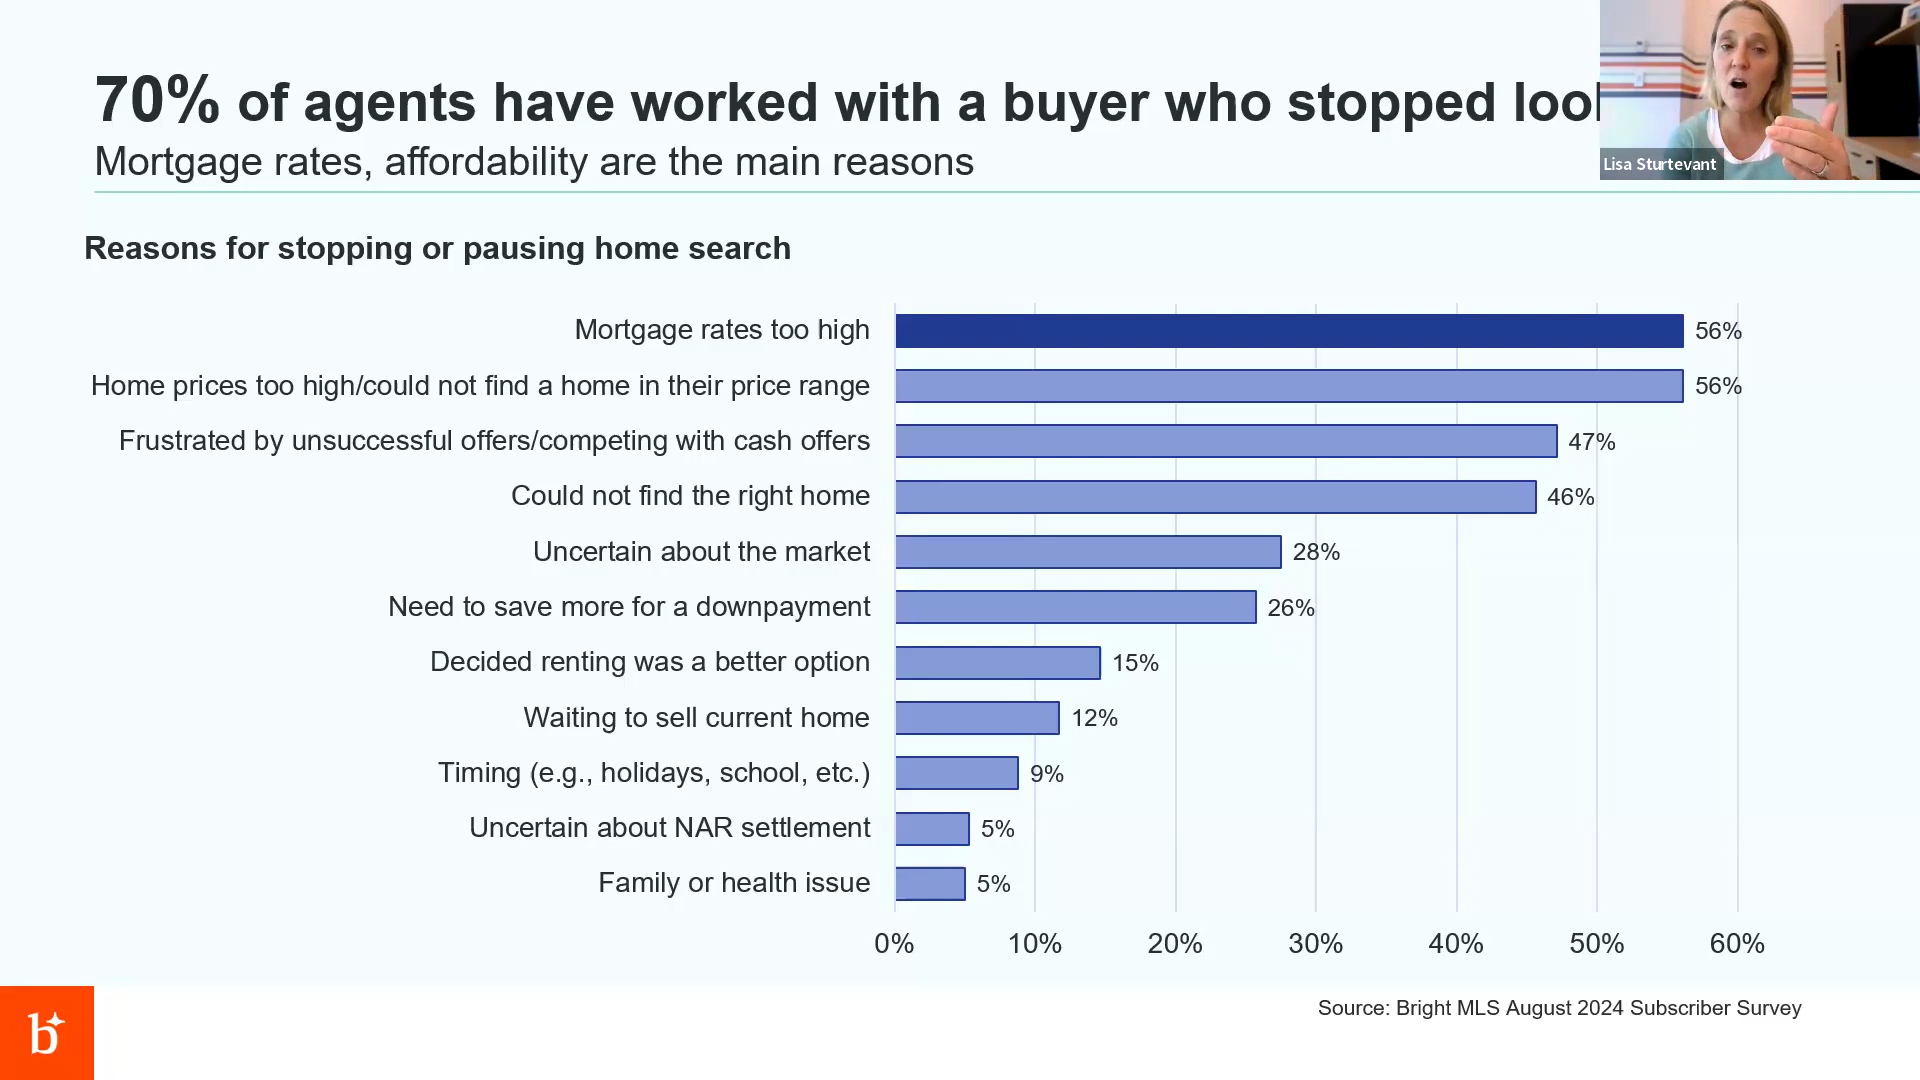 70% of agents have worked with a buyer who stopped
Mortgage rates, affordability are the main reasons
Lisa Sturtevant
Reasons for stopping or pausing home search
Mortgage rates too high 56%
Home prices too high/could not find a home in their price range 56%
Frustrated by unsuccessful offers/competing with cash offers 47%
Could not find the right home 46%
Uncertain about the market 28%
Need to save more for a downpayment 26%
Decided renting was a better option 15%
Waiting to sell current home 12%
Timing (e.g., holidays, school, etc.) 9%
Uncertain about NAR settlement 5%
Family or health issue 5%
0% 10% 20% 30% 40% 50% 60%
Source: Bright MLS August 2024 Subscriber Survey
b